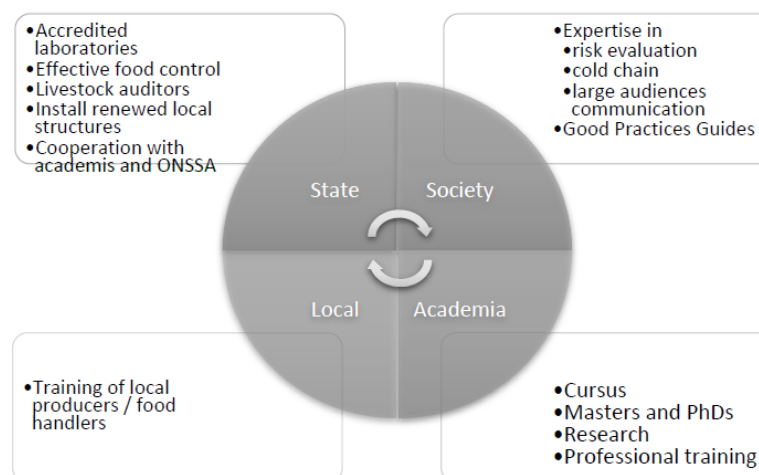 •Accredited
laboratories
•Effective food control
•Livestock auditors
•Install renewed local
structures
•Cooperation with
academis and ONSSA
•Expertise in
•risk evaluation
•cold chain
•large audiences
communication
•Good Practices Guides
State
Society
Local
Academia
•Training of local
producers / food
handlers
•Cursus
•Masters and PhDs
•Research
•Professional training